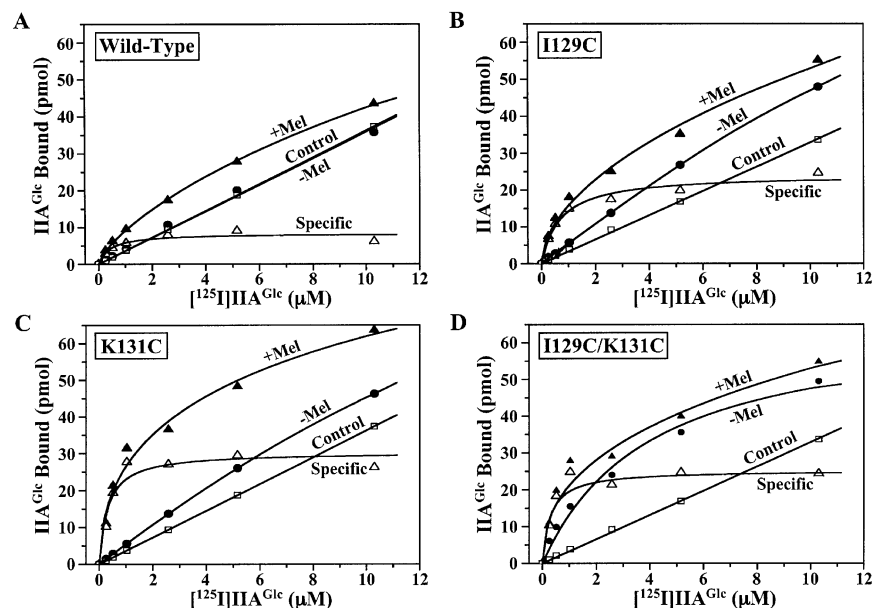 A
Wild-Type
IIA^Glc Bound (pmol)
60
50
40
30
20
10
0
+Mel
Control
-Mel
Specific
0 2 4 6 8 10 12
[¹²⁵I]IIA^Glc (μM)
B
I129C
IIA^Glc Bound (pmol)
60
50
40
30
20
10
0
+Mel
-Mel
Control
Specific
0 2 4 6 8 10 12
[¹²⁵I]IIA^Glc (μM)
C
K131C
IIA^Glc Bound (pmol)
60
50
40
30
20
10
0
+Mel
-Mel
Control
Specific
0 2 4 6 8 10 12
[¹²⁵I]IIA^Glc (μM)
D
I129C/K131C
IIA^Glc Bound (pmol)
60
50
40
30
20
10
0
+Mel
-Mel
Control
Specific
0 2 4 6 8 10 12
[¹²⁵I]IIA^Glc (μM)